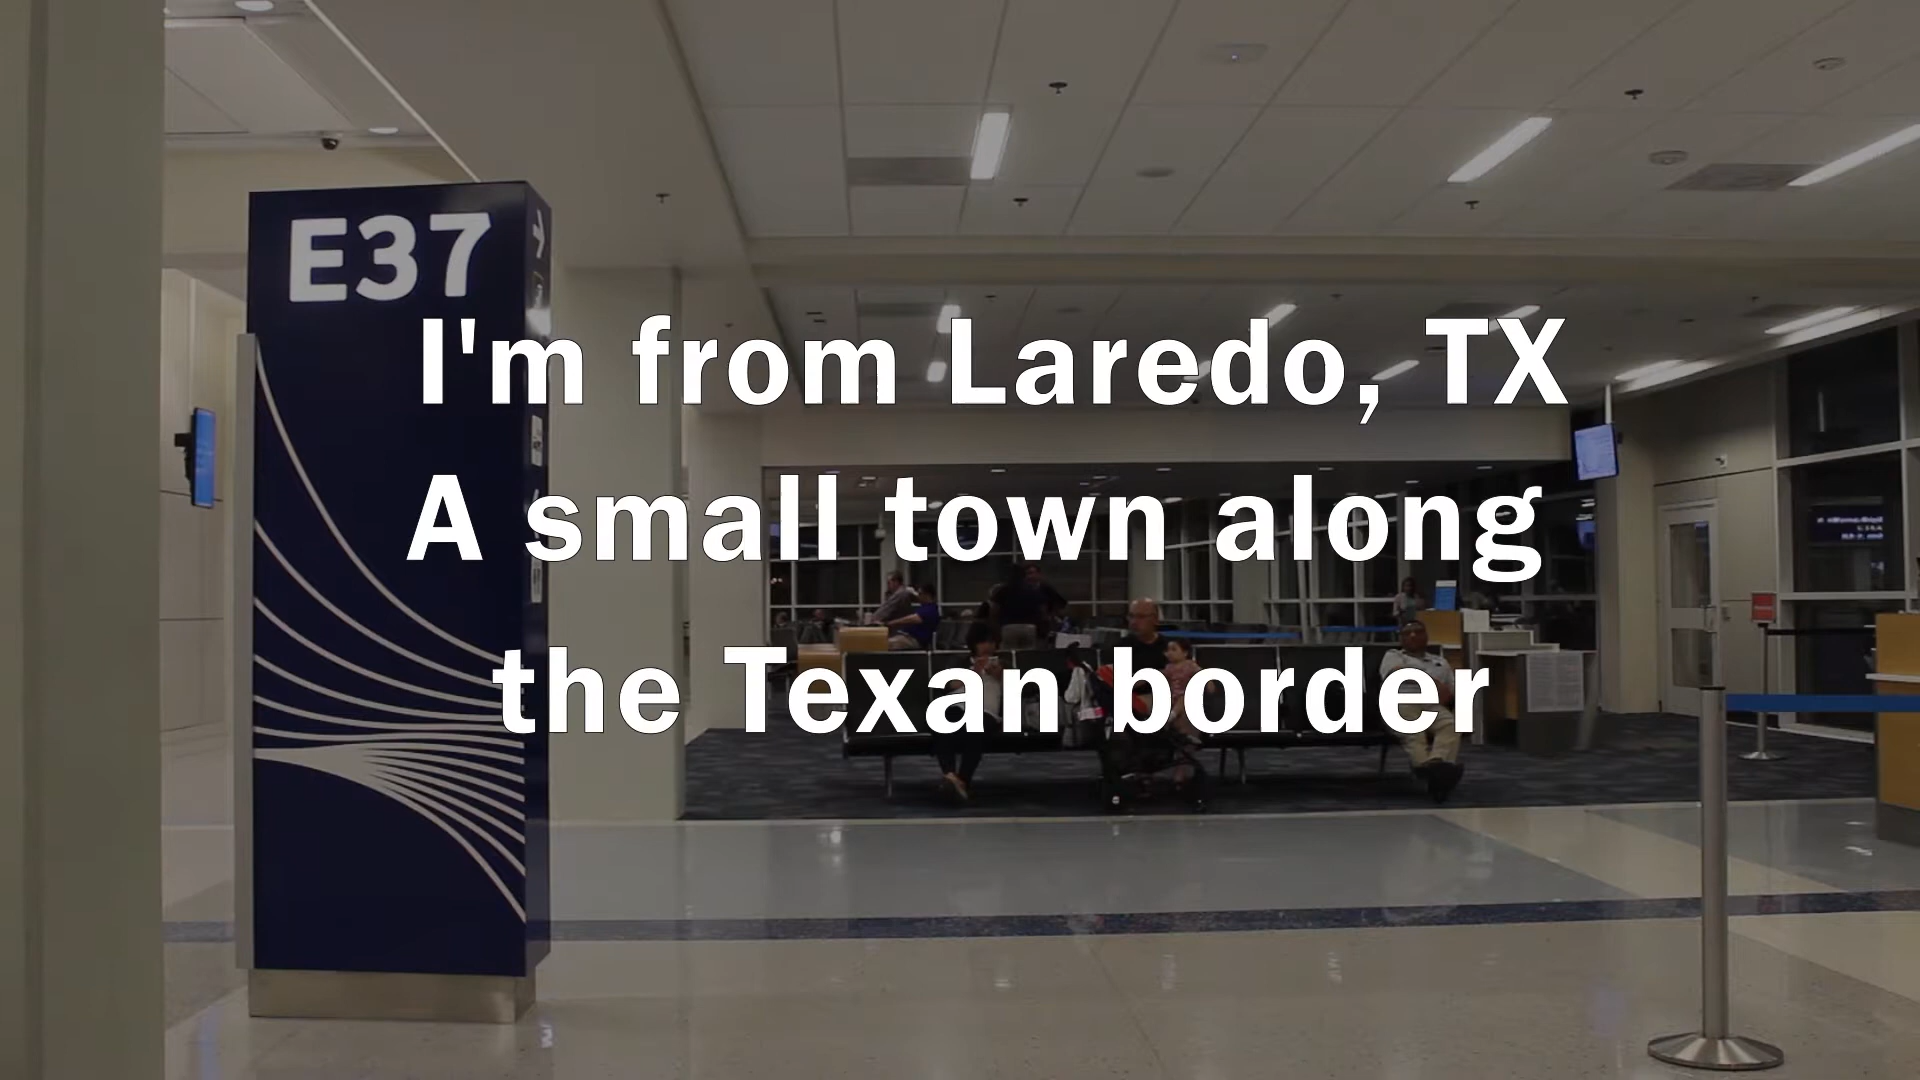 E37
I'm from Laredo, TX
A small town along
the Texan border